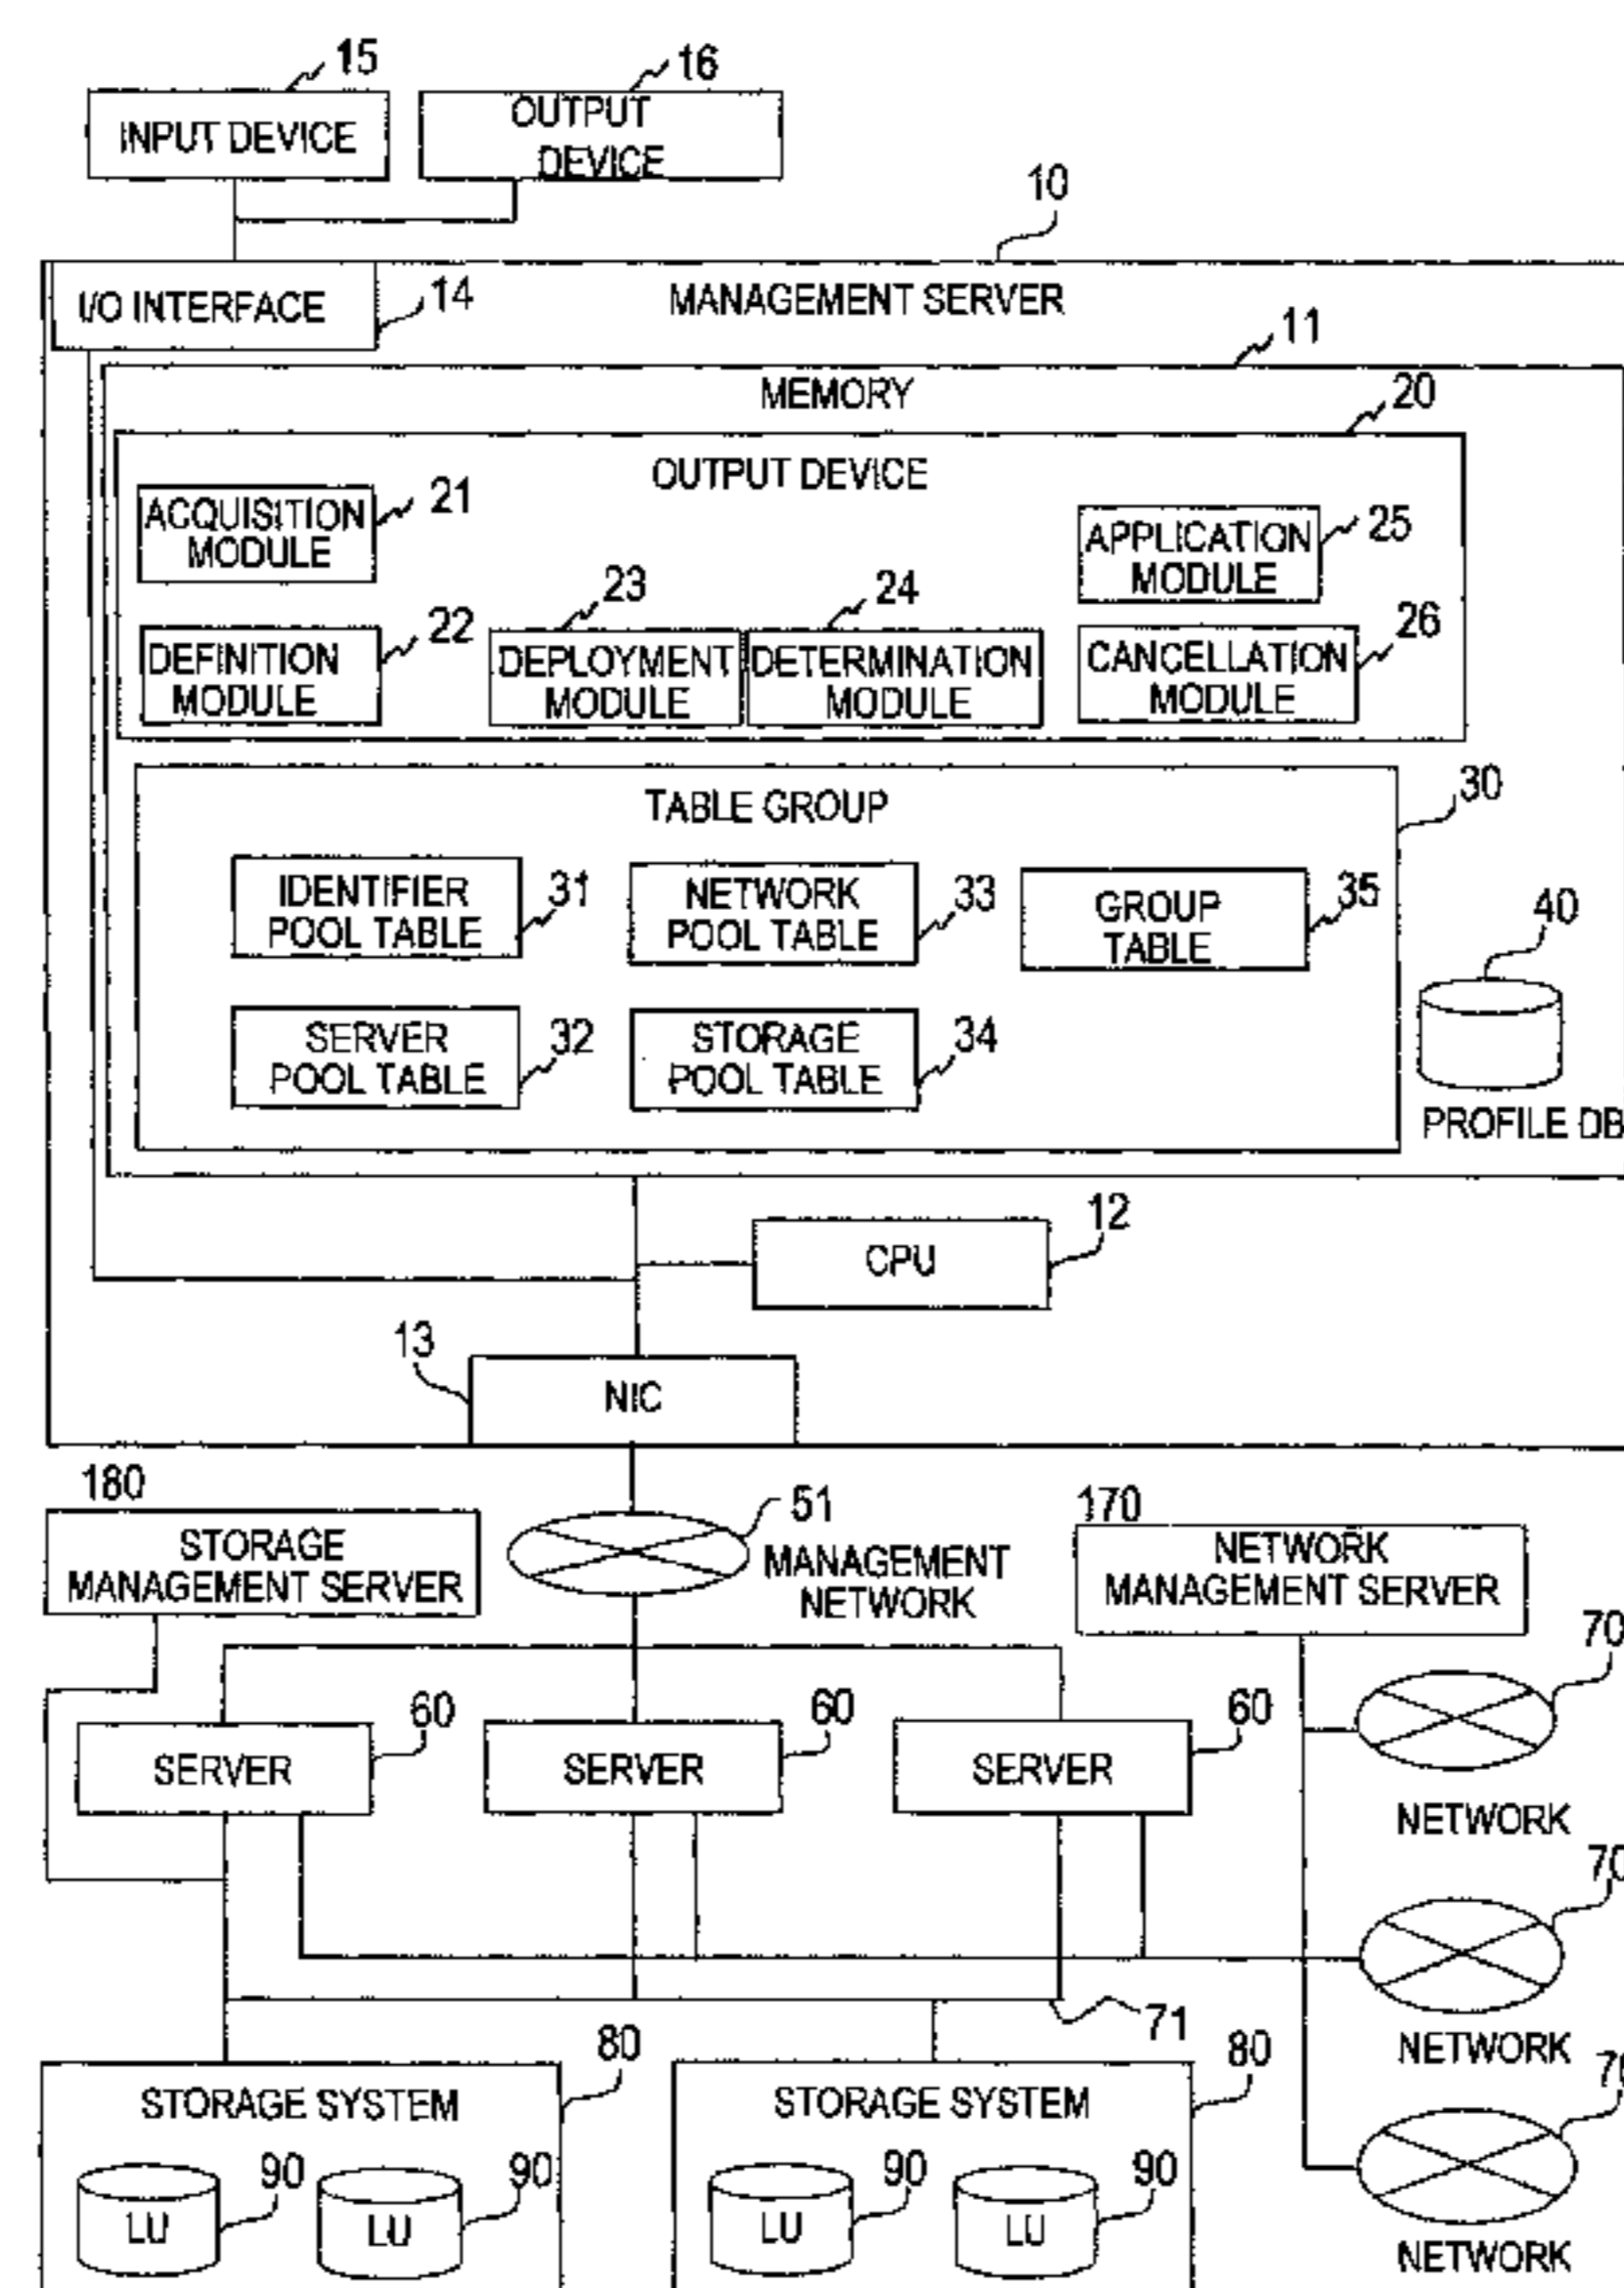 15
16
INPUT DEVICE
OUTPUT
DEVICE
10
I/O INTERFACE
14
MANAGEMENT SERVER
11
MEMORY
20
OUTPUT DEVICE
ACQUISITION
MODULE
21
APPLICATION
MODULE
25
DEFINITION
MODULE
22
23
DEPLOYMENT
MODULE
24
DETERMINATION
MODULE
CANCELLATION
MODULE
26
TABLE GROUP
30
IDENTIFIER
POOL TABLE
31
NETWORK
POOL TABLE
33
GROUP
TABLE
35
40
SERVER
POOL TABLE
32
STORAGE
POOL TABLE
34
PROFILE DB
12
CPU
13
NIC
180
STORAGE
MANAGEMENT SERVER
51
MANAGEMENT
NETWORK
170
NETWORK
MANAGEMENT SERVER
70
60
SERVER
60
SERVER
60
SERVER
NETWORK
70
71
NETWORK
70
80
STORAGE SYSTEM
80
STORAGE SYSTEM
90
LU
90
LU
90
LU
90
LU
NETWORK